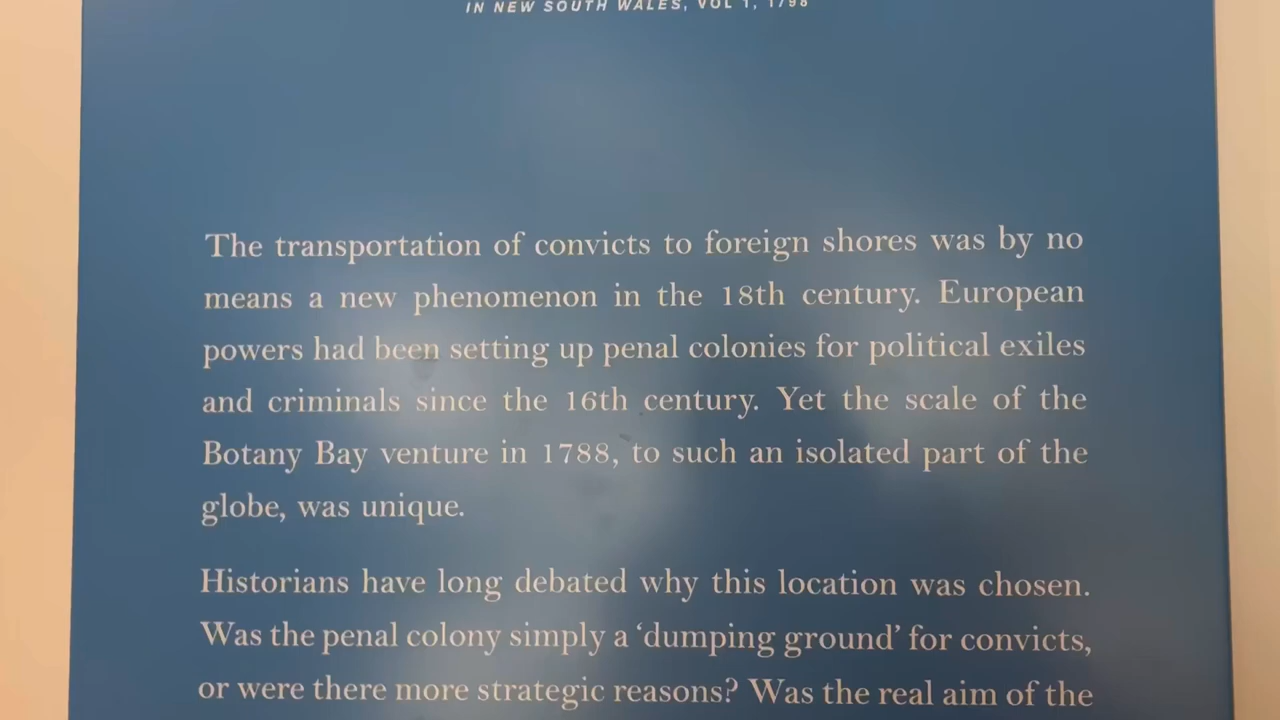 IN NEW SOUTH WALES, VOL 1, 1798
The transportation of convicts to foreign shores was by no
means a new phenomenon in the 18th century. European
powers had been setting up penal colonies for political exiles
and criminals since the 16th century. Yet the scale of the
Botany Bay venture in 1788, to such an isolated part of the
globe, was unique.
Historians have long debated why this location was chosen.
Was the penal colony simply a ‘dumping ground’ for convicts,
or were there more strategic reasons? Was the real aim of the